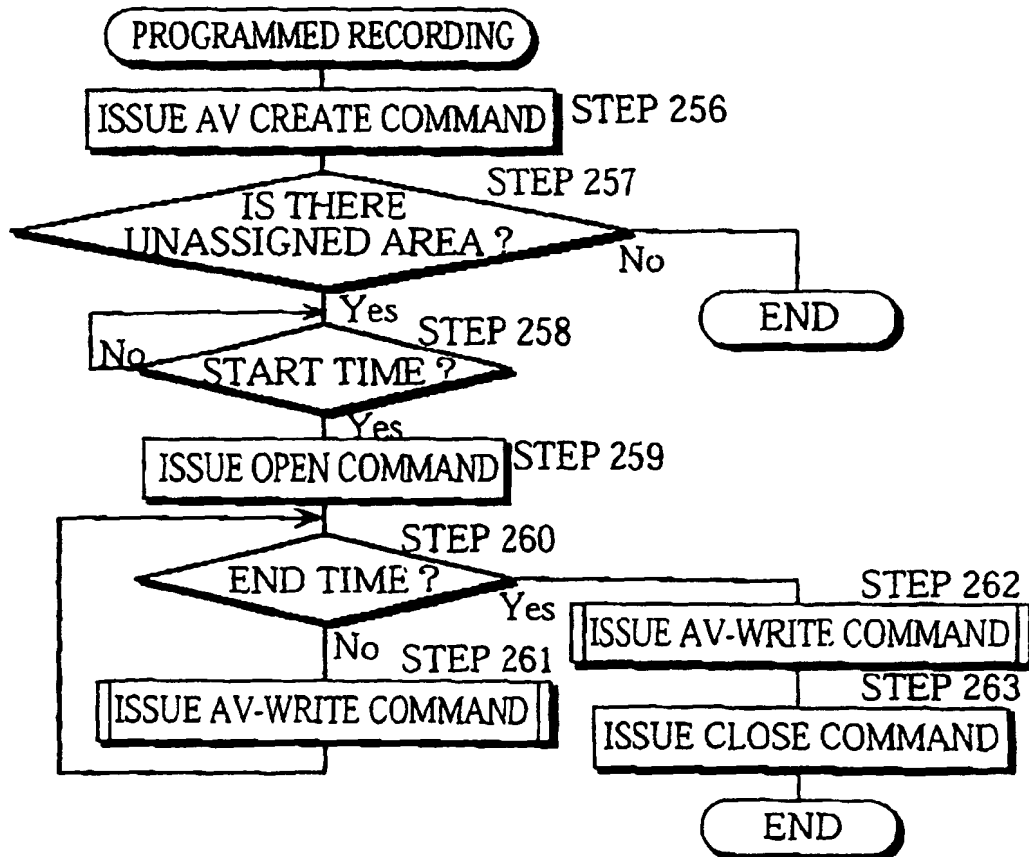 PROGRAMMED RECORDING
ISSUE AV CREATE COMMAND
STEP 256
STEP 257
IS THERE
UNASSIGNED AREA ?
No
END
Yes
STEP 258
No
START TIME ?
Yes
ISSUE OPEN COMMAND
STEP 259
STEP 260
END TIME ?
Yes
No
STEP 261
ISSUE AV-WRITE COMMAND
STEP 262
ISSUE AV-WRITE COMMAND
STEP 263
ISSUE CLOSE COMMAND
END